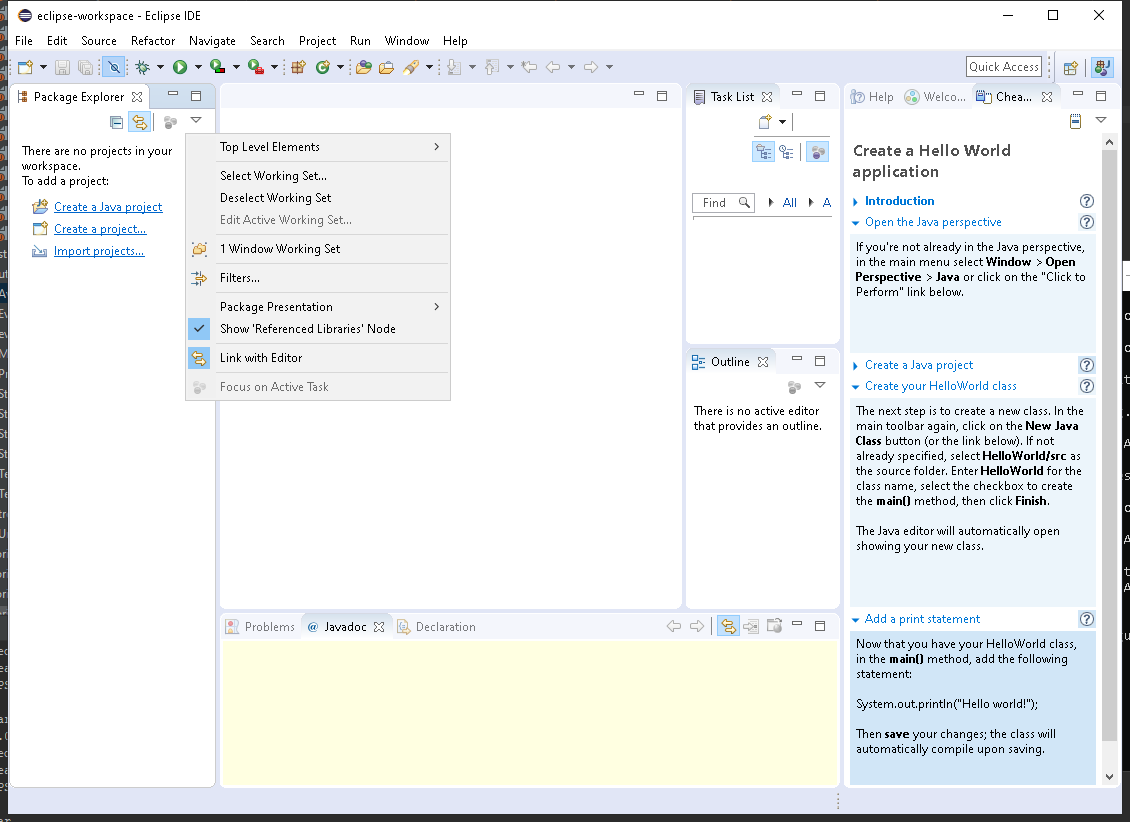 eclipse-workspace - Eclipse IDE
File Edit Source Refactor Navigate Search Project Run Window Help
Quick Access
Package Explorer
There are no projects in your
workspace.
To add a project:
Create a Java project
Create a project...
Import projects...
Top Level Elements
Select Working Set...
Deselect Working Set
Edit Active Working Set...
1 Window Working Set
Filters...
Package Presentation
Show 'Referenced Libraries' Node
Link with Editor
Focus on Active Task
Task List
Find
All
A
Outline
There is no active editor
that provides an outline.
Problems @ Javadoc Declaration
Help Welco... Chea...
Create a Hello World
application
Introduction
Open the Java perspective
If you're not already in the Java perspective,
in the main menu select Window > Open
Perspective > Java or click on the "Click to
Perform" link below.
Create a Java project
Create your HelloWorld class
The next step is to create a new class. In the
main toolbar again, click on the New Java
Class button (or the link below). If not
already specified, select HelloWorld/src as
the source folder. Enter HelloWorld for the
class name, select the checkbox to create
the main() method, then click Finish.
The Java editor will automatically open
showing your new class.
Add a print statement
Now that you have your HelloWorld class,
in the main() method, add the following
statement:
System.out.println("Hello world!");
Then save your changes; the class will
automatically compile upon saving.